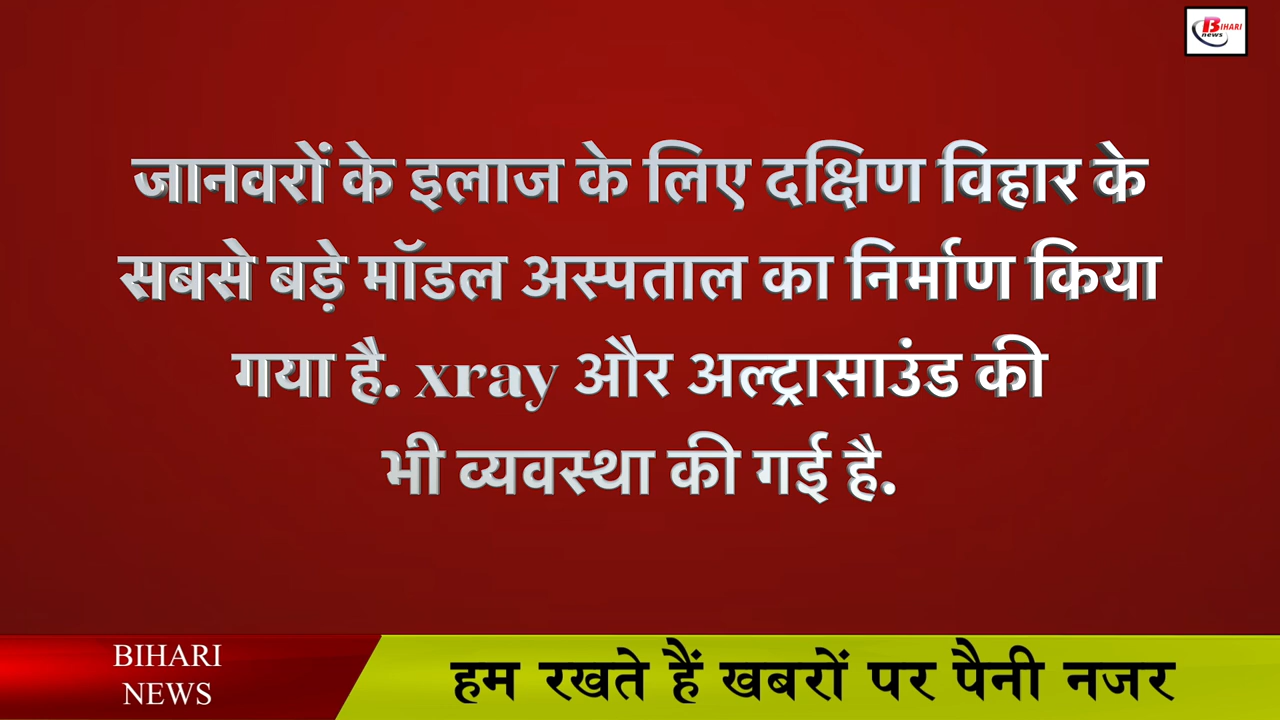 BIHARI
news
जानवरों के इलाज के लिए दक्षिण विहार के
सबसे बड़े मॉडल अस्पताल का निर्माण किया
गया है. xray और अल्ट्रासाउंड की
भी व्यवस्था की गई है.
BIHARI
NEWS
हम रखते हैं खबरों पर पैनी नजर